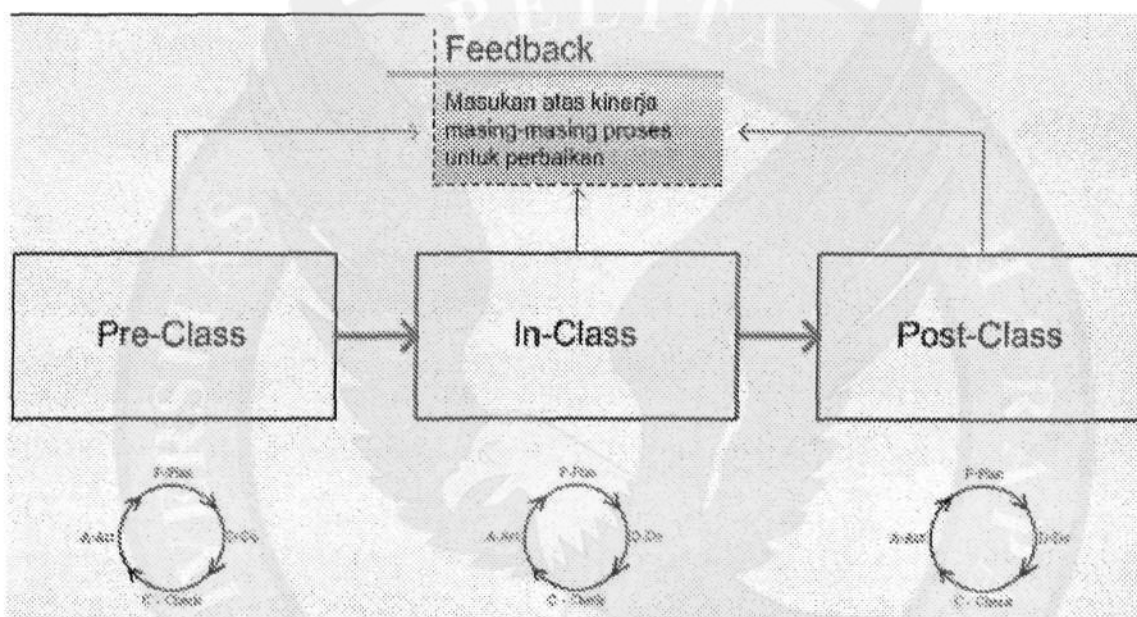 PELITA
Feedback
Masukan atas kinerja
masing-masing proses
untuk perbaikan
Pre-Class
In-Class
Post-Class
P-Plan
A-Act
D-Do
C - Check
P-Plan
A-Act
D-Do
C - Check
P-Plan
A-Act
D-Do
C - Check